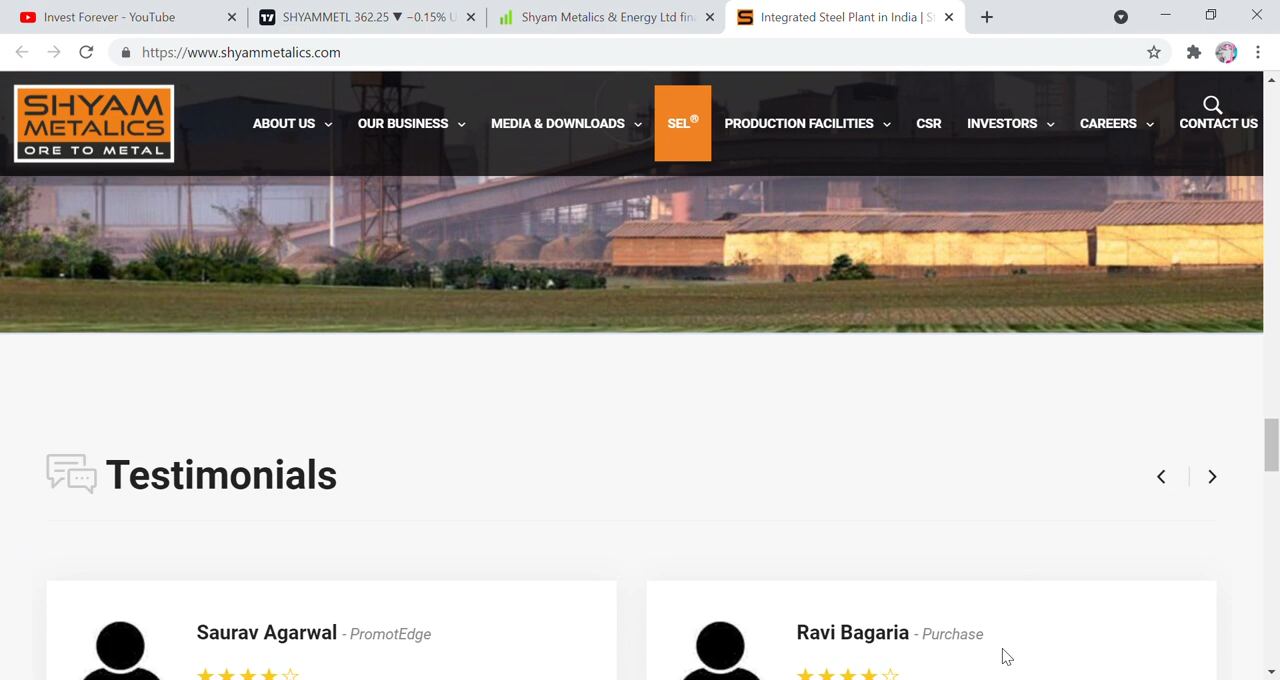 Invest Forever - YouTube
SHYAMMETL 362.25 ▼ −0.15% U
Shyam Metalics & Energy Ltd fin
Integrated Steel Plant in India | S
https://www.shyammetalics.com
SHYAM
METALICS
ORE TO METAL
ABOUT US
OUR BUSINESS
MEDIA & DOWNLOADS
SEL®
PRODUCTION FACILITIES
CSR
INVESTORS
CAREERS
CONTACT US
Testimonials
Saurav Agarwal - PromotEdge
Ravi Bagaria - Purchase